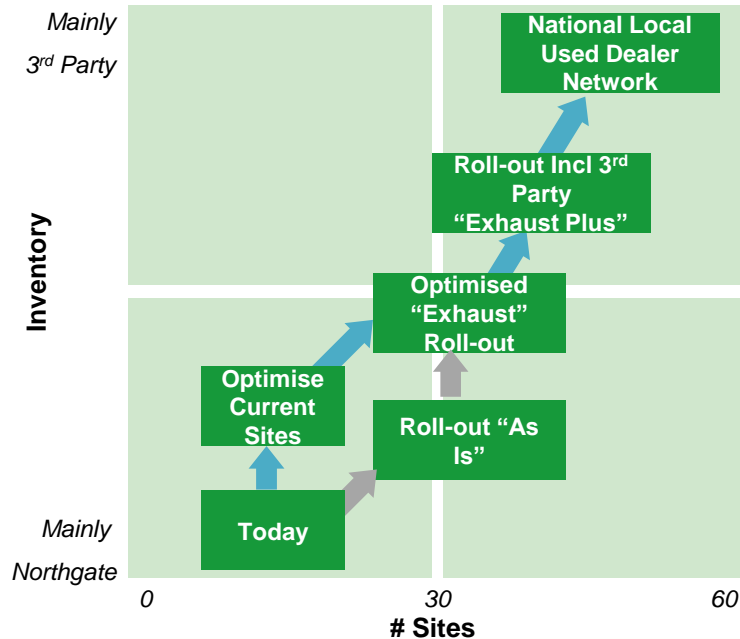 Mainly
3rd Party
National Local
Used Dealer
Network
Roll-out Incl 3rd
Party
“Exhaust Plus”
Inventory
Optimised
“Exhaust”
Roll-out
Optimise
Current
Sites
Roll-out “As
Is”
Today
Mainly
Northgate
0
30
60
# Sites